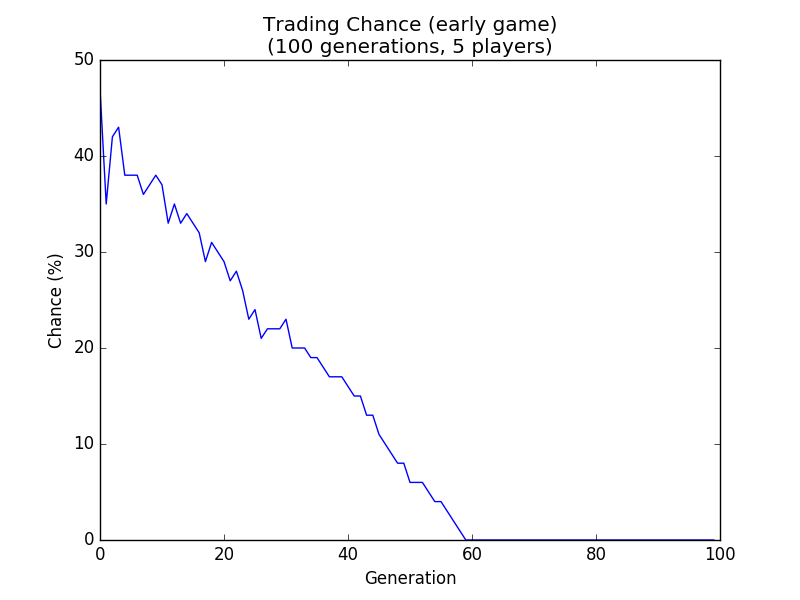 Trading Chance (early game)
(100 generations, 5 players)
50
40
30
20
10
0
Chance (%)
0 20 40 60 80 100
Generation